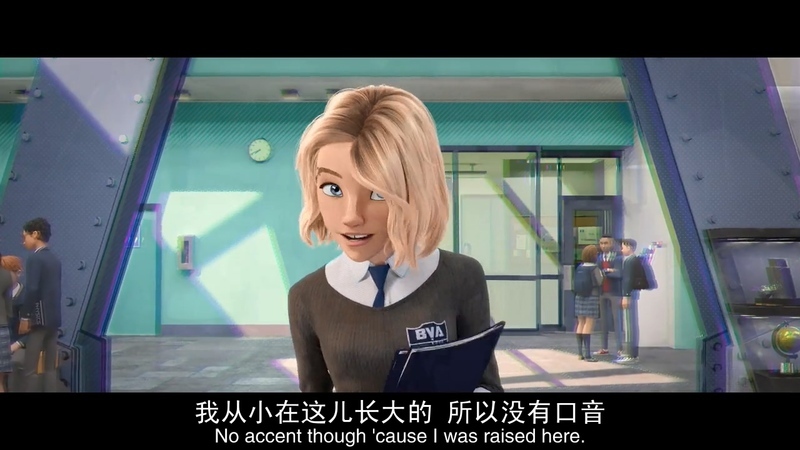 BVA
我从小在这儿长大的 所以没有口音
No accent though 'cause I was raised here.